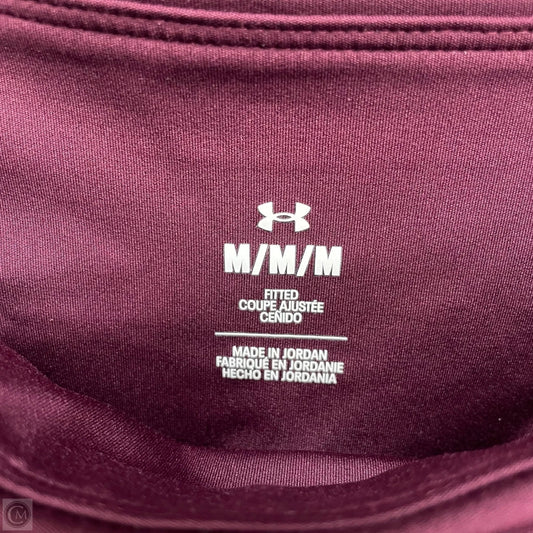 M/M/M
FITTED
COUPE AJUSTÉE
CEÑIDO
MADE IN JORDAN
FABRIQUÉ EN JORDANIE
HECHO EN JORDANIA
M